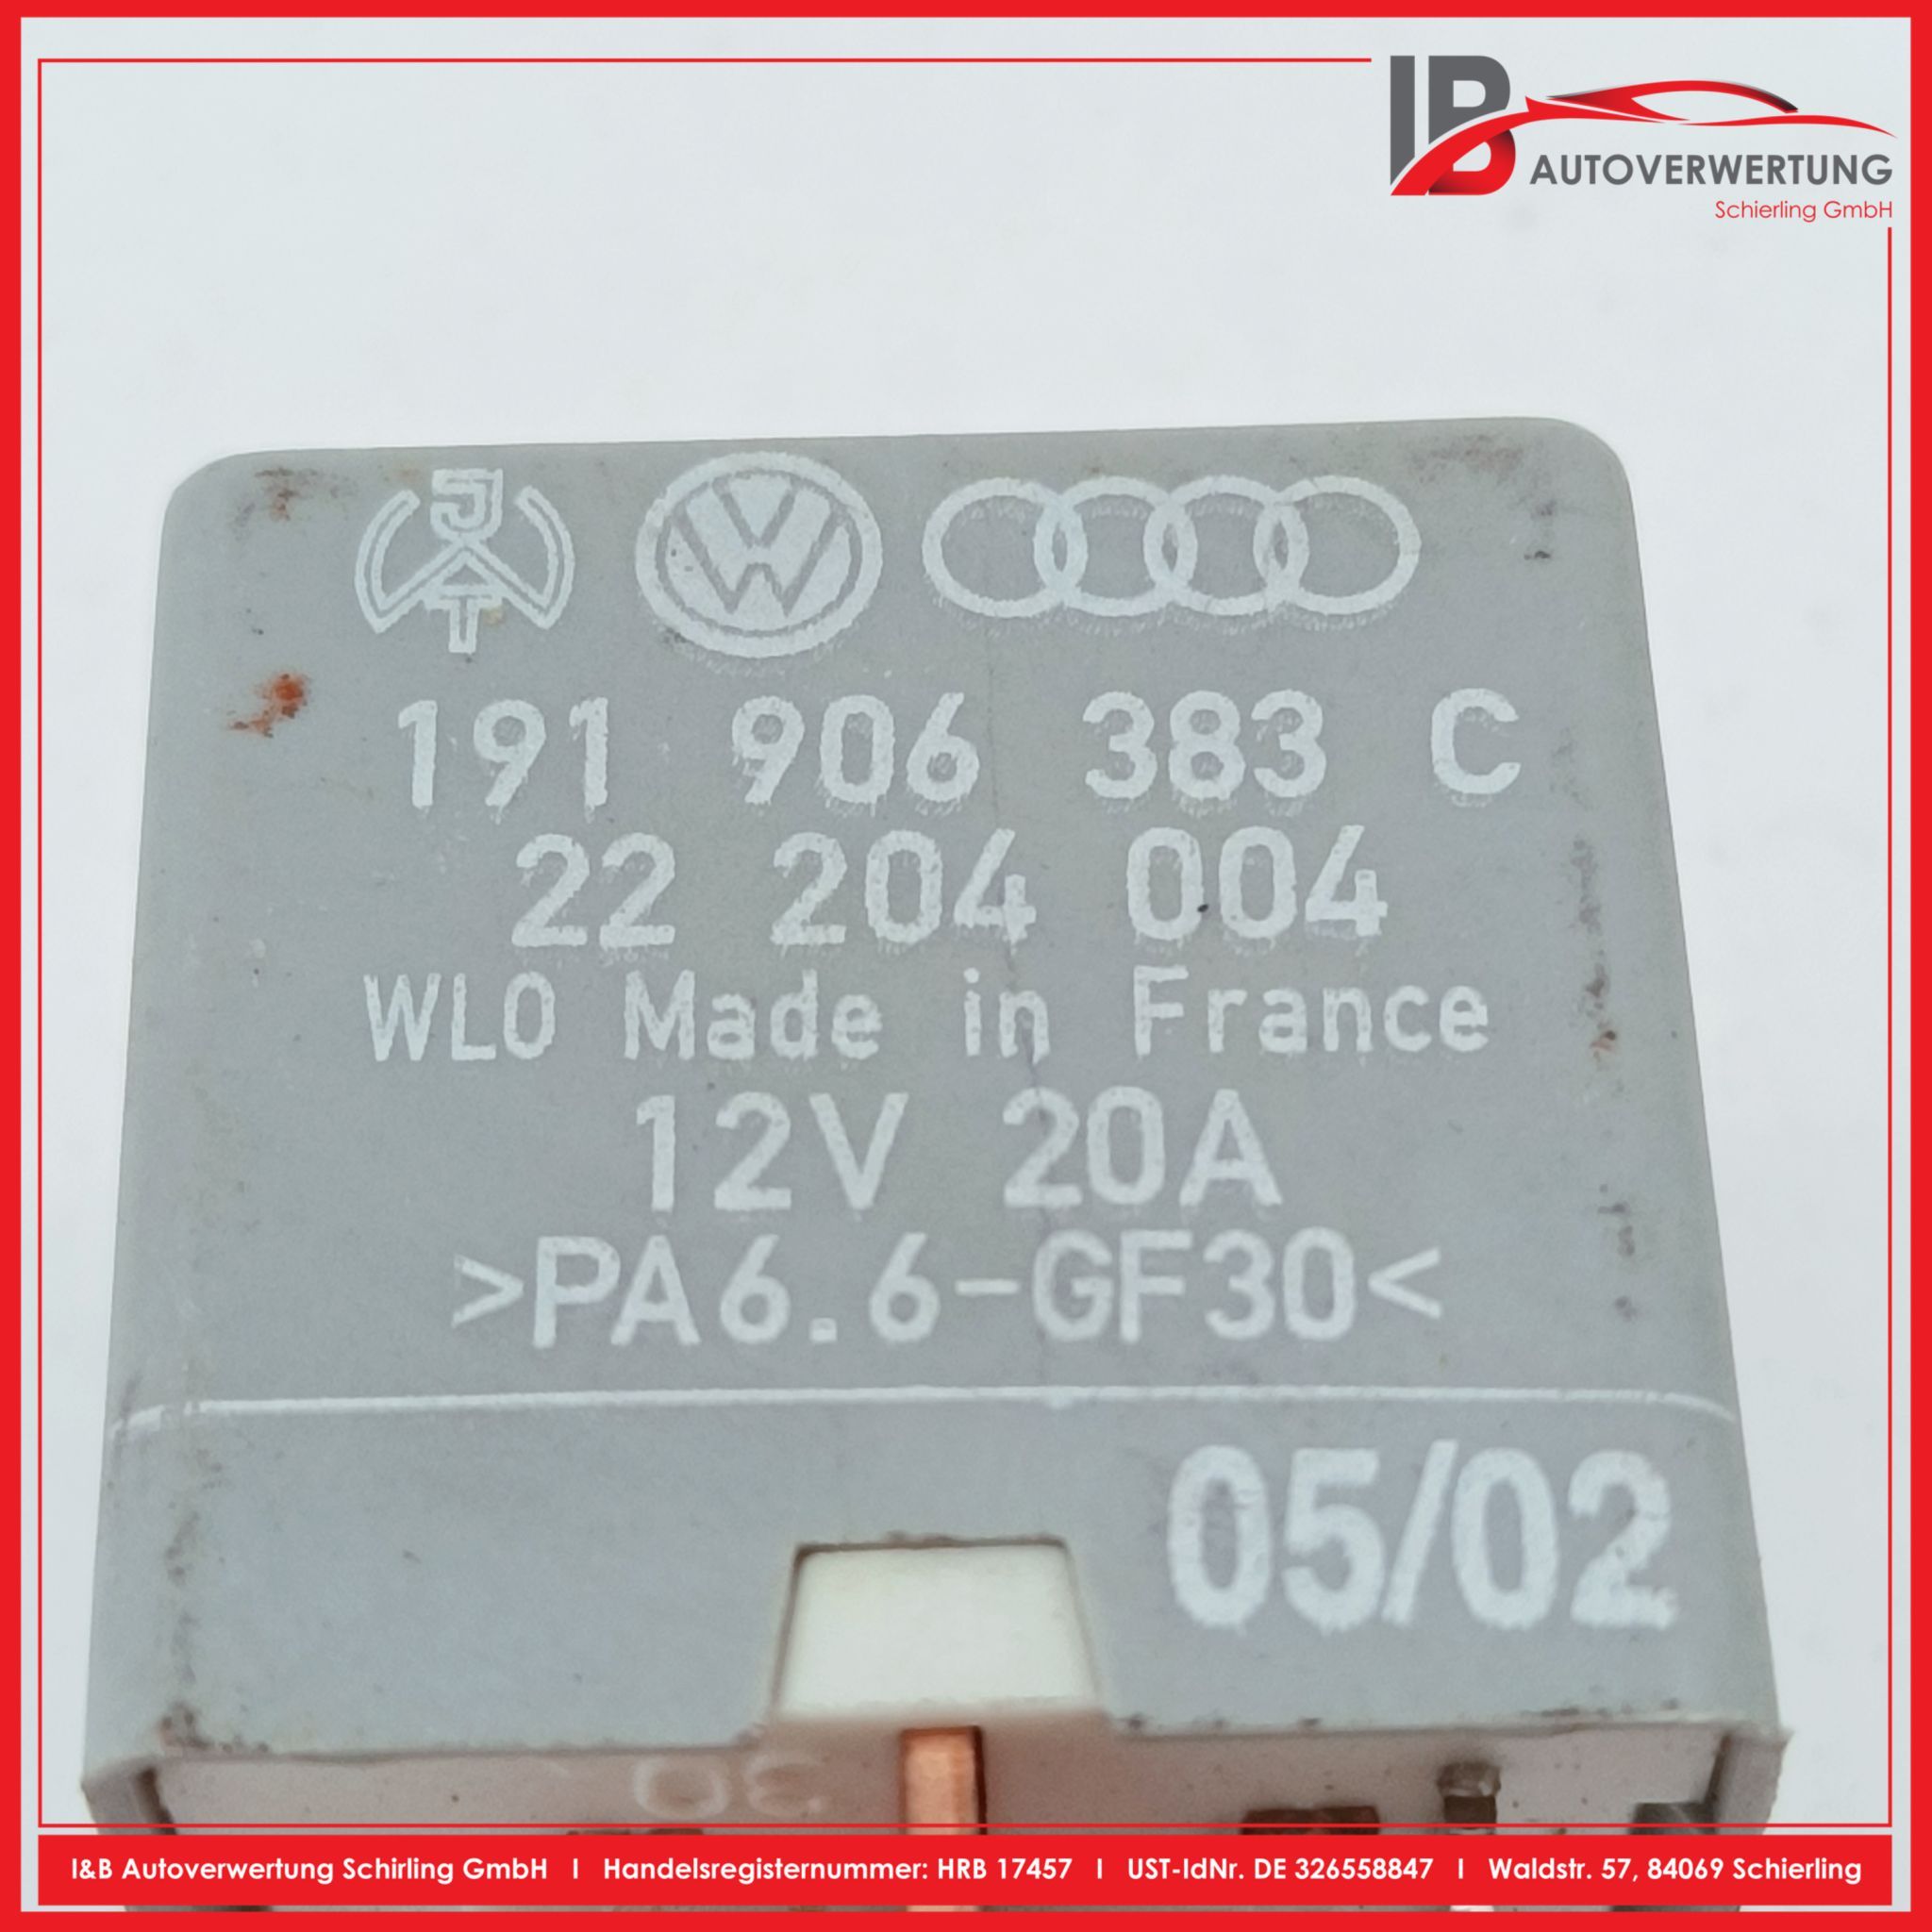 IB
AUTOVERWERTUNG
Schierling GmbH
191 906 383 C
22 204 004
WLO Made in France
12V 20A
>PA6.6-GF30<
05/02
30
I&B Autoverwertung Schirling GmbH I Handelsregisternummer: HRB 17457 I UST-IdNr. DE 326558847 I Waldstr. 57, 84069 Schierling